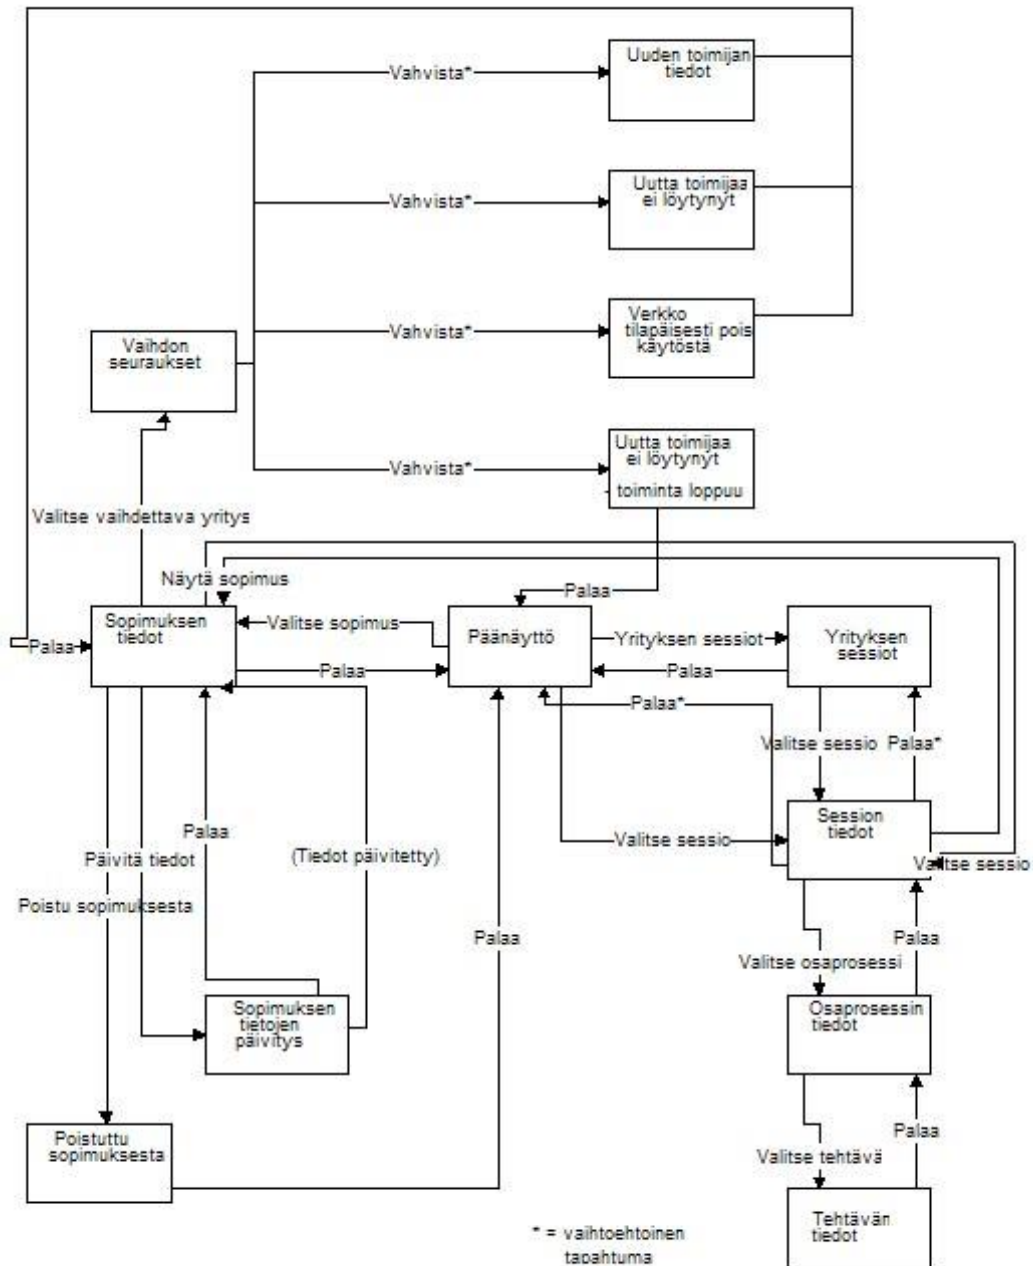 Uuden toimijan
tiedot
Vahvista*
Uutta toimijaa
ei löytynyt
Vahvista*
Verkko
tilapäisesti pois
käytöstä
Vahvista*
Vaihdon
seuraukset
Uutta toimijaa
ei löytynyt
toiminta loppuu
Vahvista*
Valitse vaihdettava yritys
Näytä sopimus
Palaa
Sopimuksen
tiedot
Valitse sopimus
Päänäyttö
Yrityksen sessiot
Yrityksen
sessiot
Palaa
Palaa
Palaa
Palaa*
Valitse sessio
Palaa*
Session
tiedot
Valitse sessio
Valitse sessio
Palaa
Päivitä tiedot
(Tiedot päivitetty)
Poistu sopimuksesta
Palaa
Palaa
Valitse osaprosessi
Sopimuksen
tietojen
päivitys
Osaprosessin
tiedot
Poistuttu
sopimuksesta
Palaa
Valitse tehtävä
Tehtävän
tiedot
* = vaihtoehtoinen
tapahtuma